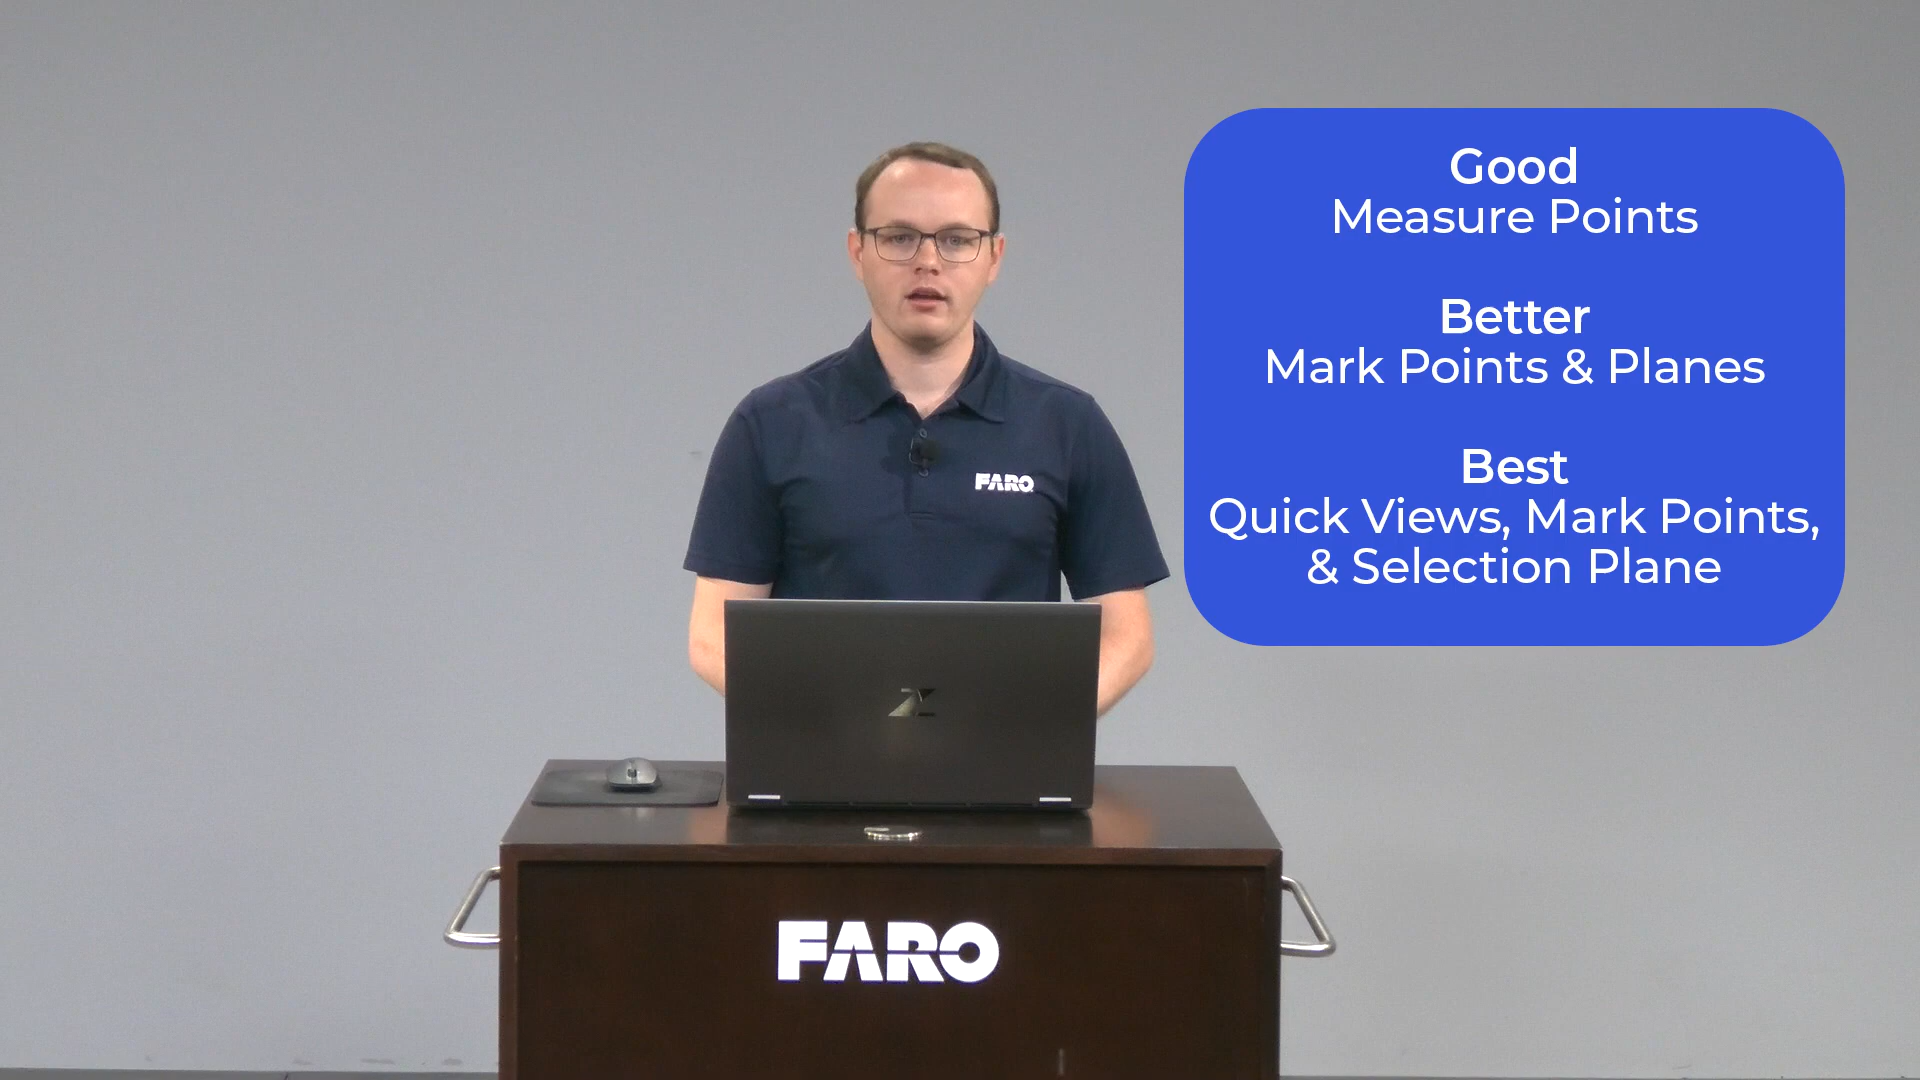 Good
Measure Points
Better
Mark Points & Planes
Best
Quick Views, Mark Points,
& Selection Plane
FARO
FARO